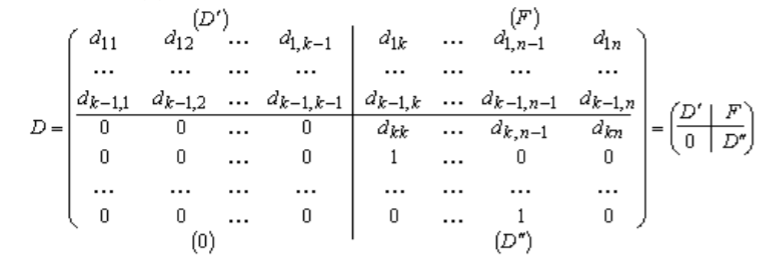 (D′) (F)
d₁₁ d₁₂ ... d₁,ₖ₋₁ | d₁ₖ ... d₁,ₙ₋₁ d₁ₙ
... ... ... ... | ... ... ... ...
dₖ₋₁,₁ dₖ₋₁,₂ ... dₖ₋₁,ₖ₋₁ | dₖ₋₁,ₖ ... dₖ₋₁,ₙ₋₁ dₖ₋₁,ₙ
D = ( 0 0 ... 0 | dₖₖ ... dₖ,ₙ₋₁ dₖₙ ) = ( D′ | F
0 0 ... 0 | 1 ... 0 0 0 | D″ )
... ... ... ... | ... ... ... ...
0 0 ... 0 | 0 ... 1 0
(0) (D″)